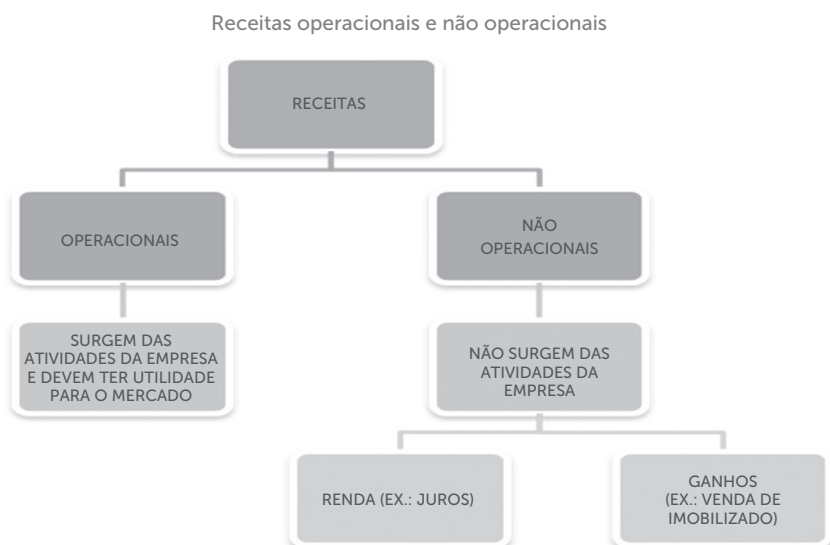 Receitas operacionais e não operacionais
RECEITAS
OPERACIONAIS
NÃO
OPERACIONAIS
SURGEM DAS
ATIVIDADES DA EMPRESA
E DEVEM TER UTILIDADE
PARA O MERCADO
NÃO SURGEM DAS
ATIVIDADES DA
EMPRESA
RENDA (EX.: JUROS)
GANHOS
(EX.: VENDA DE
IMOBILIZADO)